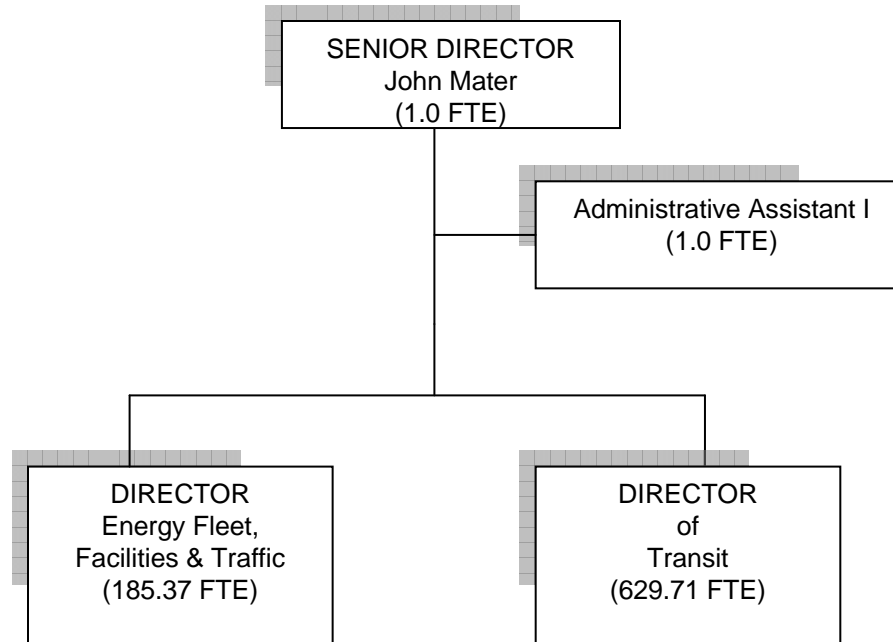 SENIOR DIRECTOR
John Mater
(1.0 FTE)
Administrative Assistant I
(1.0 FTE)
DIRECTOR
Energy Fleet,
Facilities & Traffic
(185.37 FTE)
DIRECTOR
of
Transit
(629.71 FTE)